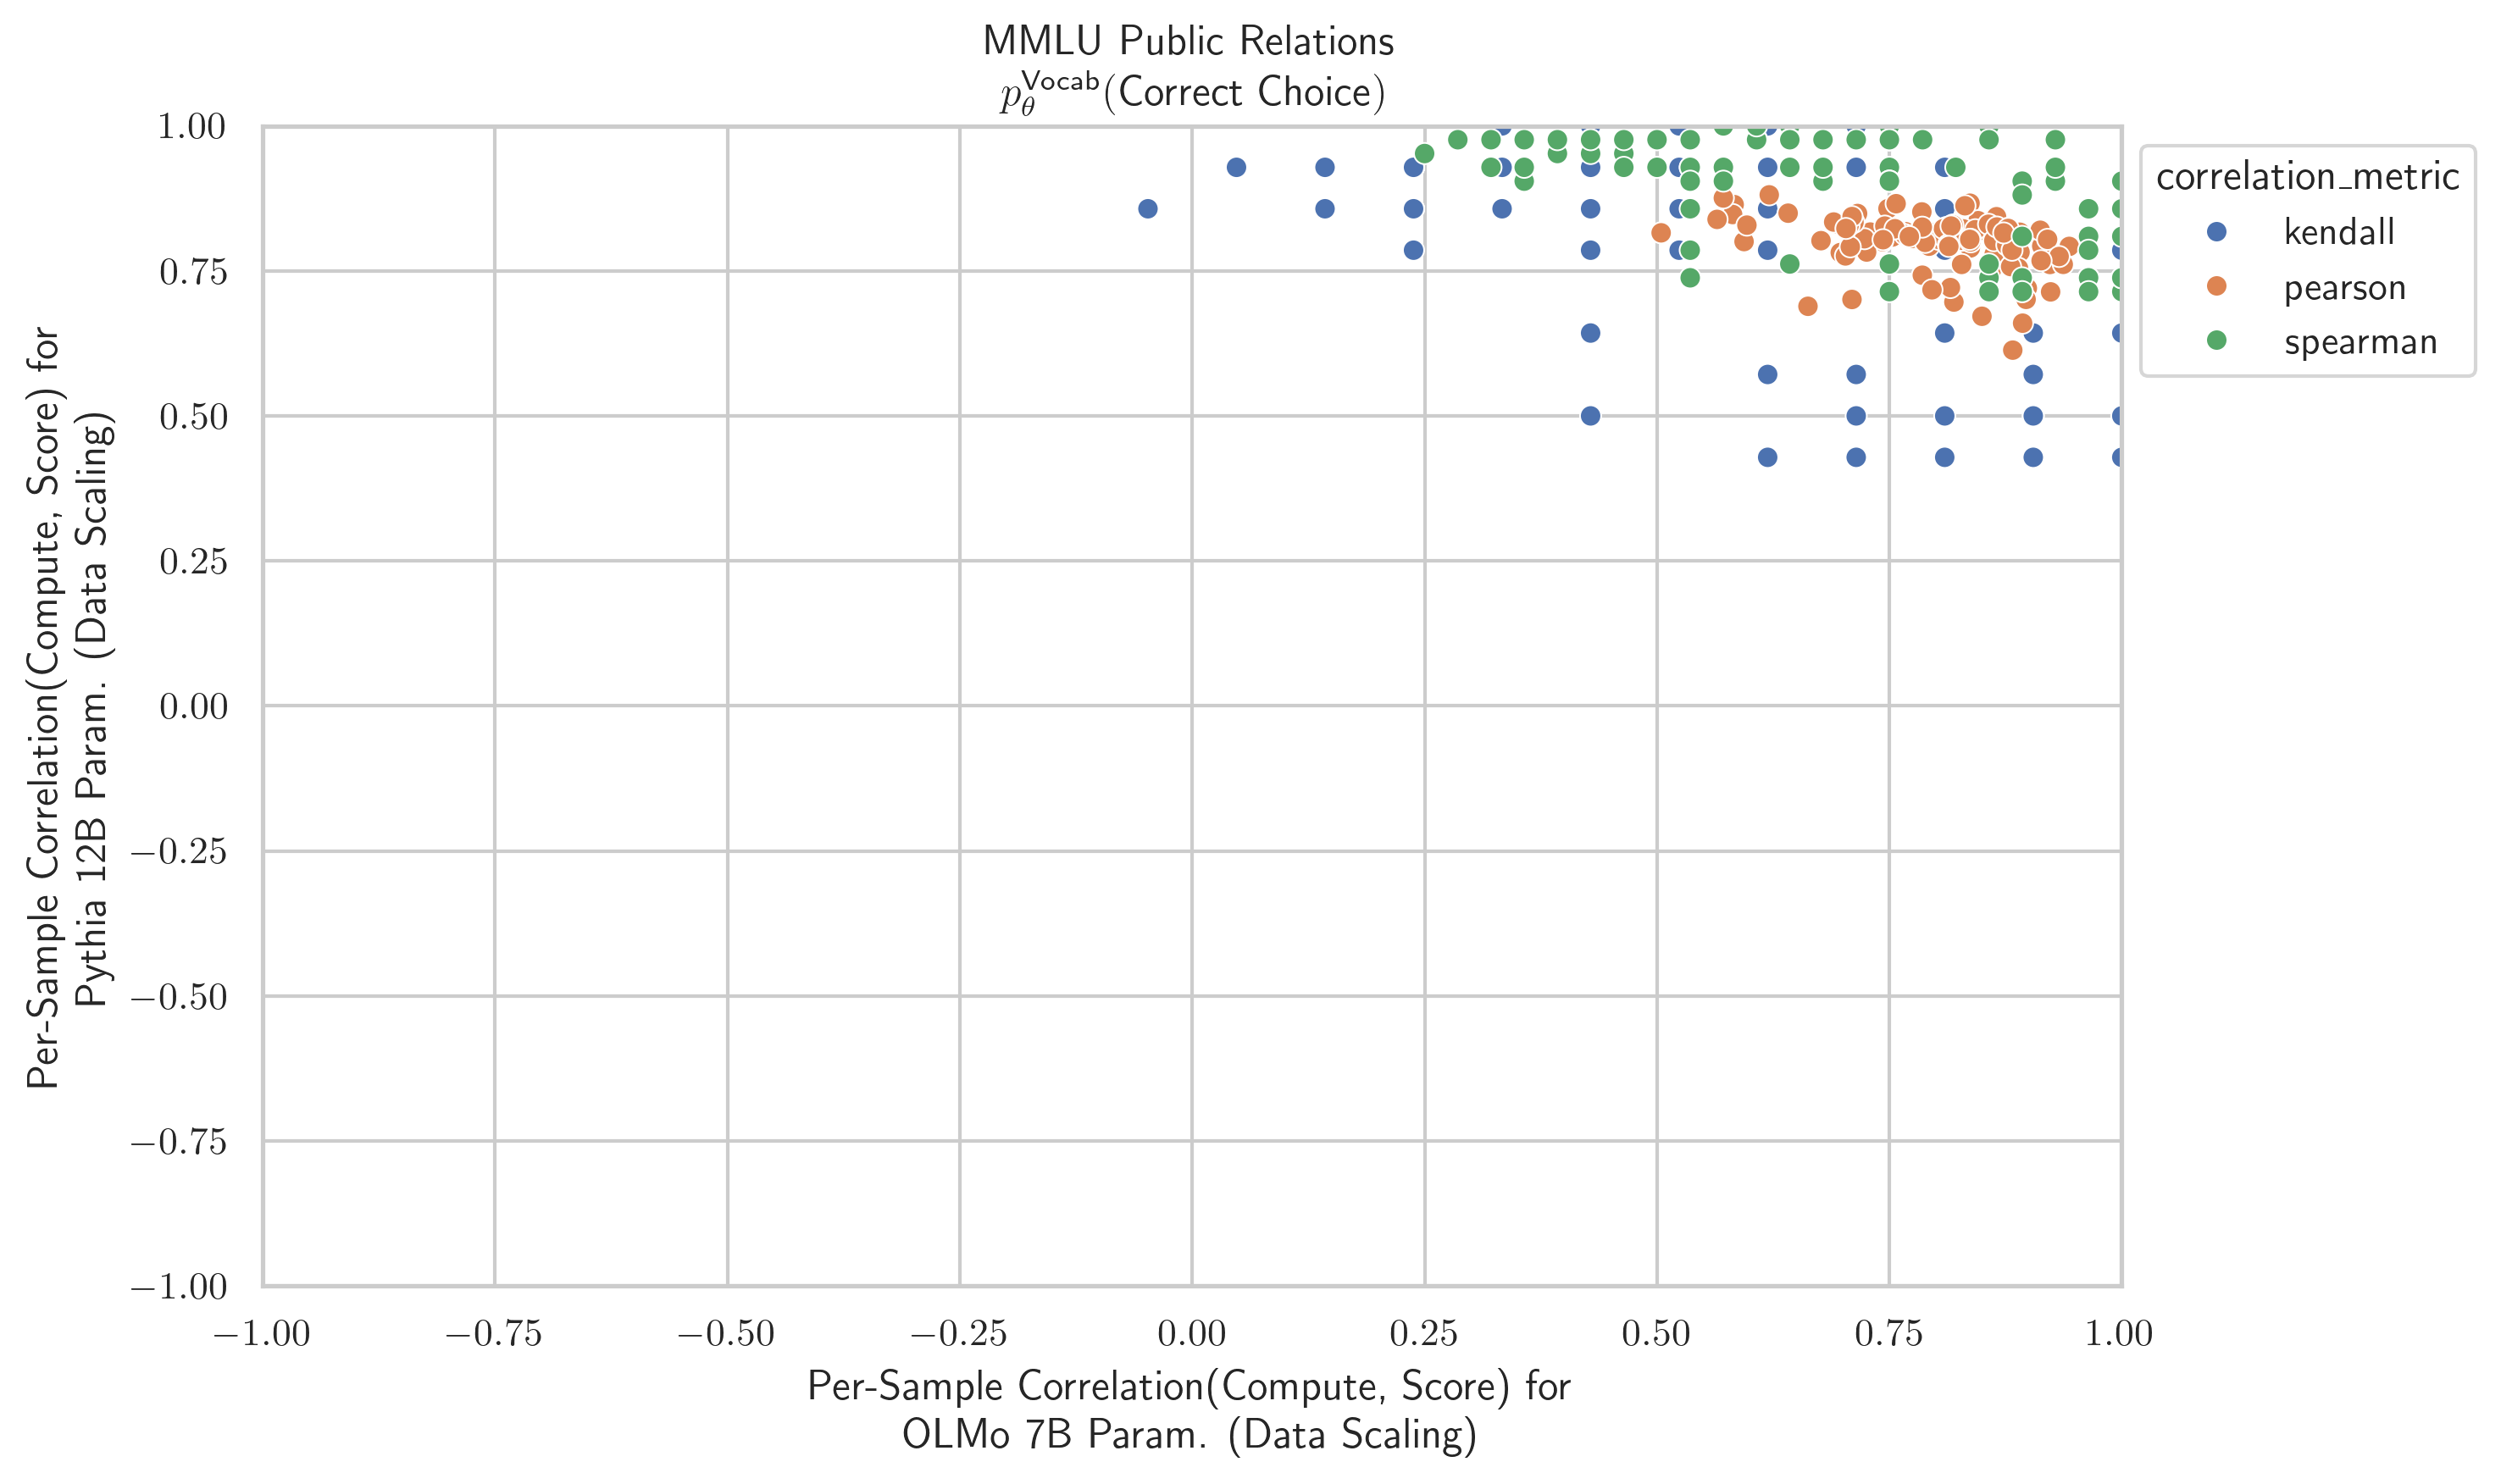 MMLU Public Relations
p_θ^Vocab(Correct Choice)
1.00
0.75
0.50
0.25
0.00
−0.25
−0.50
−0.75
−1.00
Per-Sample Correlation(Compute, Score) for
Pythia 12B Param. (Data Scaling)
correlation_metric
kendall
pearson
spearman
−1.00
−0.75
−0.50
−0.25
0.00
0.25
0.50
0.75
1.00
Per-Sample Correlation(Compute, Score) for
OLMo 7B Param. (Data Scaling)